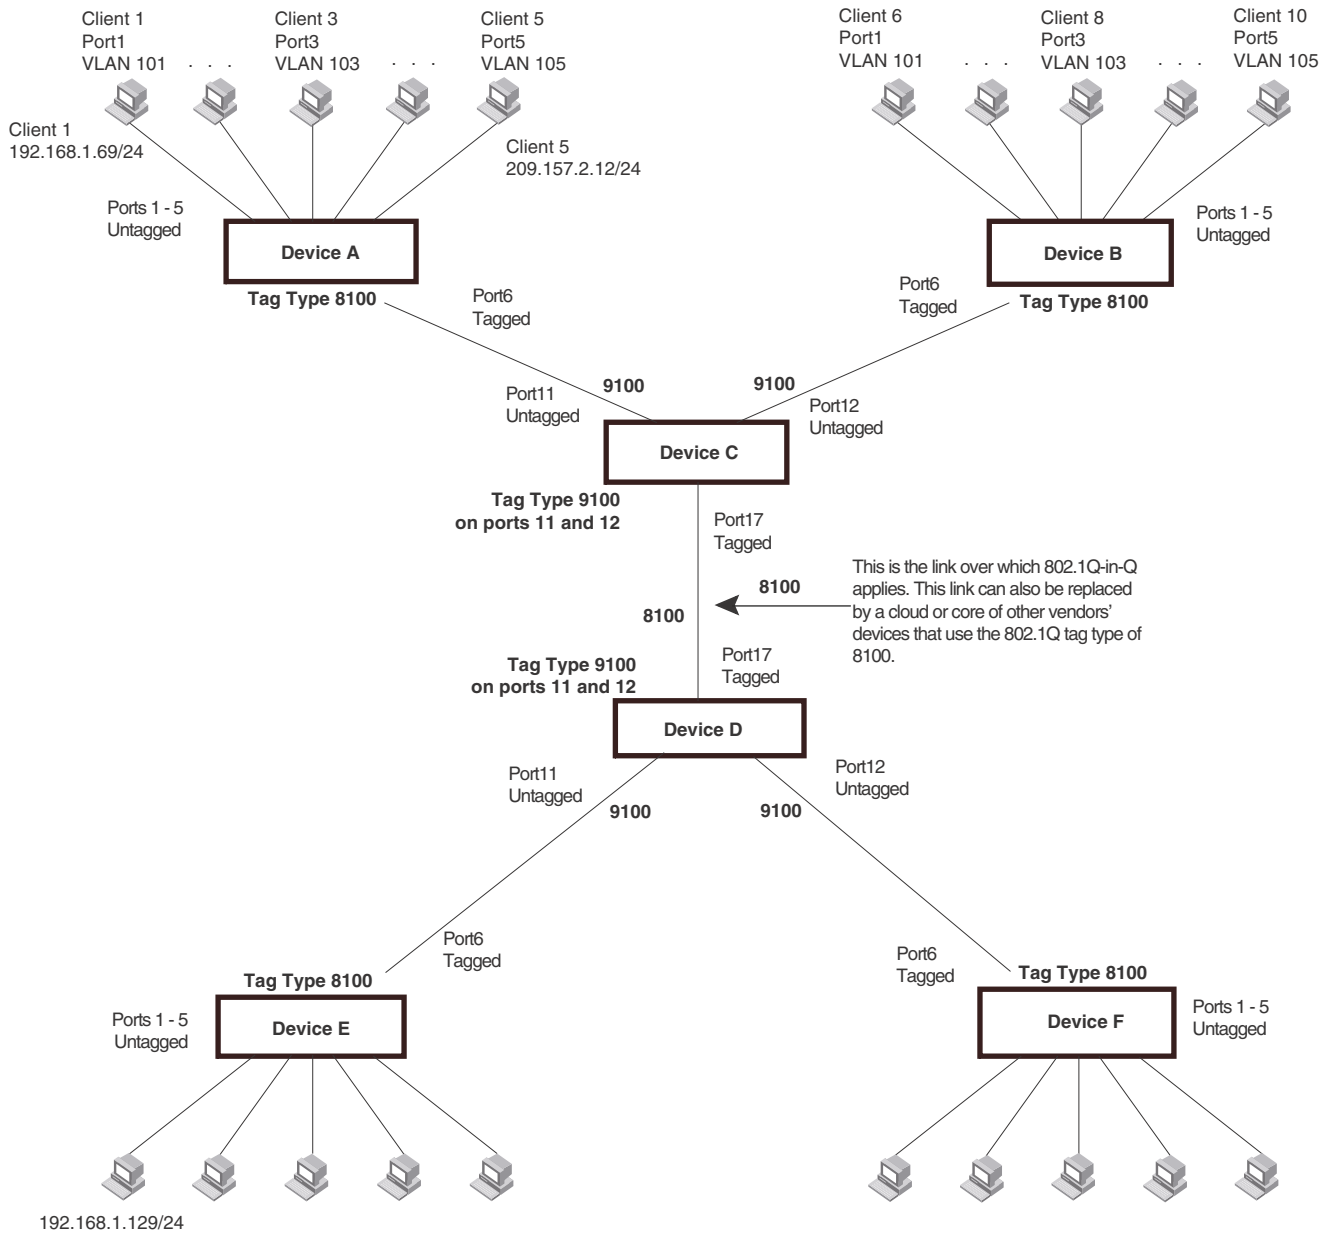 Client 1
Port1
VLAN 101
. . .
Client 3
Port3
VLAN 103
. . .
Client 5
Port5
VLAN 105
Client 6
Port1
VLAN 101
. . .
Client 8
Port3
VLAN 103
. . .
Client 10
Port5
VLAN 105
Client 1
192.168.1.69/24
Client 5
209.157.2.12/24
Ports 1 - 5
Untagged
Device A
Tag Type 8100
Ports 1 - 5
Untagged
Device B
Tag Type 8100
Port6
Tagged
Port6
Tagged
9100
9100
Port11
Untagged
Port12
Untagged
Device C
Tag Type 9100
on ports 11 and 12
Port17
Tagged
This is the link over which 802.1Q-in-Q
applies. This link can also be replaced
by a cloud or core of other vendors'
devices that use the 802.1Q tag type of
8100.
8100
8100
Port17
Tagged
Tag Type 9100
on ports 11 and 12
Device D
Port11
Untagged
Port12
Untagged
9100
9100
Port6
Tagged
Port6
Tagged
Tag Type 8100
Tag Type 8100
Ports 1 - 5
Untagged
Device E
Device F
Ports 1 - 5
Untagged
192.168.1.129/24